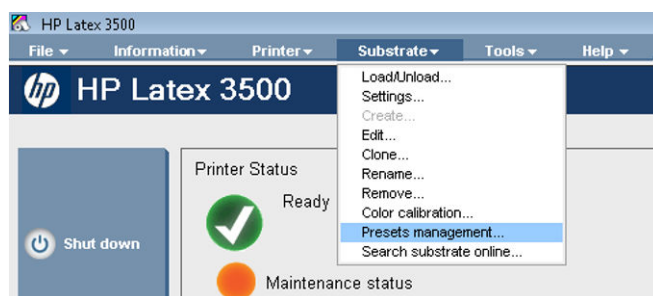 HP Latex 3500
File Information Printer Substrate Tools Help
hp HP Latex 3500
Load/Unload...
Settings...
Create...
Edit...
Clone...
Rename...
Remove...
Color calibration...
Presets management...
Search substrate online...
Printer Status
Ready
Shut down
Maintenance status